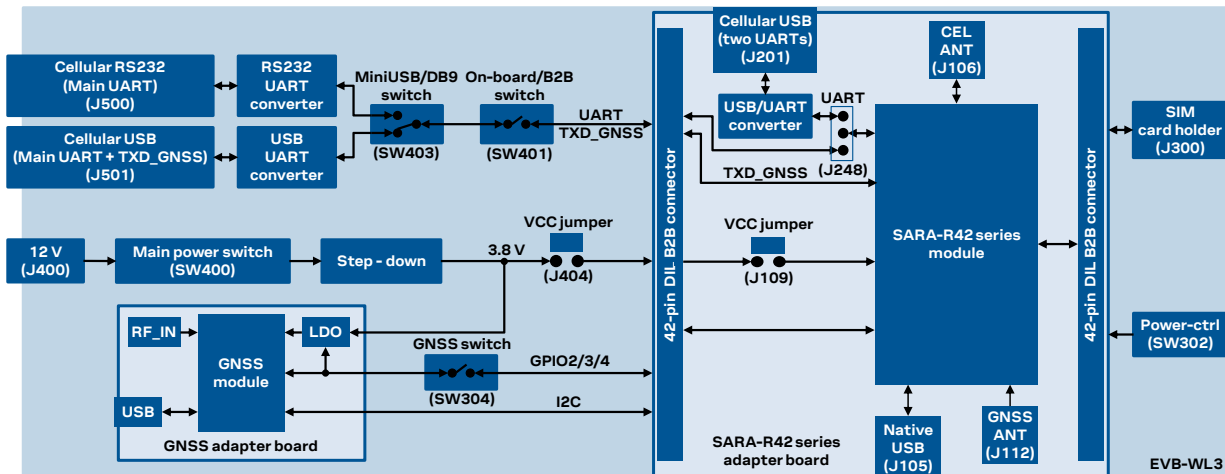 Cellular RS232
(Main UART)
(J500)
RS232
UART
converter
MiniUSB/DB9
switch
(SW403)
On-board/B2B
switch
(SW401)
UART
TXD_GNSS
Cellular USB
(Main UART + TXD_GNSS)
(J501)
USB
UART
converter
12 V
(J400)
Main power switch
(SW400)
Step - down
3.8 V
VCC jumper
(J404)
RF_IN
GNSS
module
LDO
USB
GNSS adapter board
GNSS switch
(SW304)
GPIO2/3/4
I2C
42-pin DIL B2B connector
Cellular USB
(two UARTs)
(J201)
USB/UART
converter
UART
(J248)
TXD_GNSS
VCC jumper
(J109)
CEL
ANT
(J106)
SARA-R42 series
module
Native
USB
(J105)
GNSS
ANT
(J112)
SARA-R42 series
adapter board
42-pin DIL B2B connector
SIM
card holder
(J300)
Power-ctrl
(SW302)
EVB-WL3